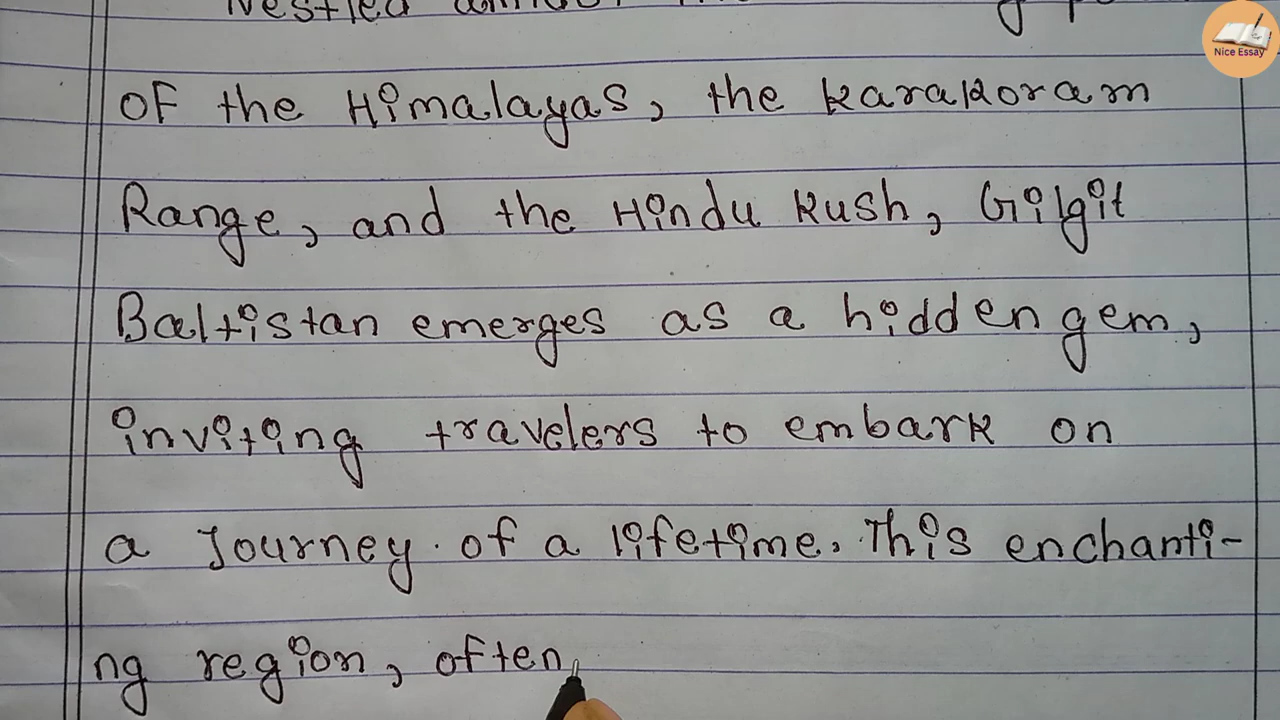 Nestled
Nice Essay
of the Himalayas, the Karakoram
Range, and the Hindu Kush, Gilgit
Baltistan emerges as a hidden gem,
inviting travelers to embark on
a Journey. of a lifetime. This enchanti-
ng region, often